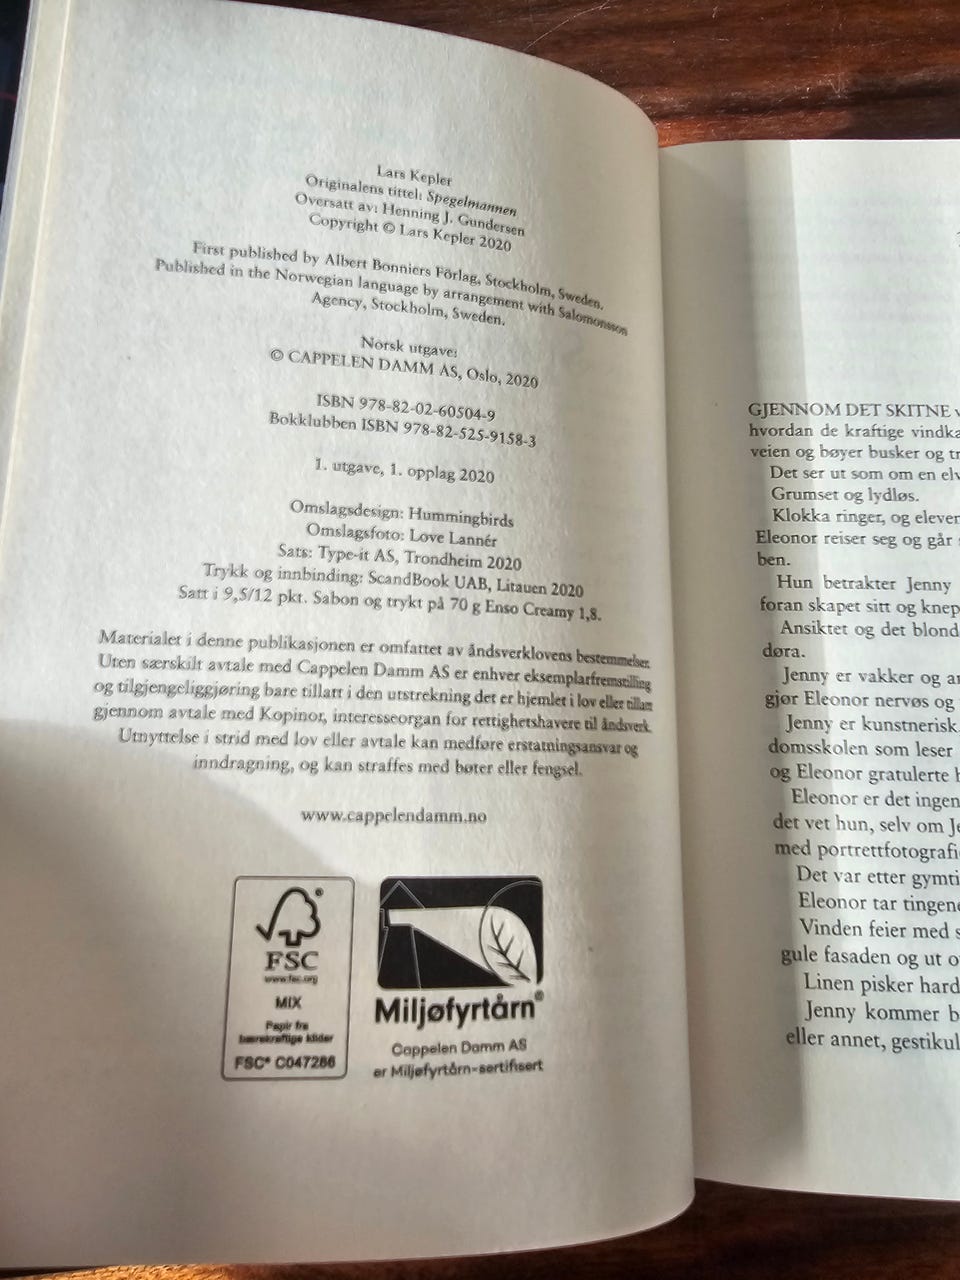 Lars Kepler
Originalens tittel: Spegelmannen
Oversatt av: Henning J. Gundersen
Copyright © Lars Kepler 2020
First published by Albert Bonniers Förlag, Stockholm, Sweden.
Published in the Norwegian language by arrangement with Salomonsson
Agency, Stockholm, Sweden.
Norsk utgave:
© CAPPELEN DAMM AS, Oslo, 2020
ISBN 978-82-02-60504-9
Bokklubben ISBN 978-82-525-9158-3
1. utgave, 1. opplag 2020
Omslagsdesign: Hummingbirds
Omslagsfoto: Love Lannér
Sats: Type-it AS, Trondheim 2020
Trykk og innbinding: ScandBook UAB, Litauen 2020
Satt i 9,5/12 pkt. Sabon og trykt på 70 g Enso Creamy 1,8.
Materialet i denne publikasjonen er omfattet av åndsverklovens bestemmelser.
Uten særskilt avtale med Cappelen Damm AS er enhver eksemplarfremstilling
og tilgjengeliggjøring bare tillatt i den utstrekning det er hjemlet i lov eller tillatt
gjennom avtale med Kopinor, interesseorgan for rettighetshavere til åndsverk.
Utnyttelse i strid med lov eller avtale kan medføre erstatningsansvar og
inndragning, og kan straffes med bøter eller fengsel.
www.cappelendamm.no
FSC
www.fsc.org
MIX
Papir fra
bærekraftige kilder
FSC® C047266
Miljøfyrtårn®
Cappelen Damm AS
er Miljøfyrtårn-sertifisert
GJENNOM DET SKITNE
hvordan de kraftige
veien og bøyer busker og
Det ser ut som om en
Grumset og lydløs.
Klokka ringer, og
Eleonor reiser seg og går
ben.
Hun betrakter Jenny
foran skapet sitt og
Ansiktet og det
døra.
Jenny er vakker og
gjør Eleonor nervøs og
Jenny er kunstnerisk,
domsskolen som leser
og Eleonor gratulerte
Eleonor er det
det vet hun, selv om
med
Det var etter
Eleonor tar tingene
Vinden feier med
gule fasaden og ut
Linen pisker
Jenny kommer
eller annet,